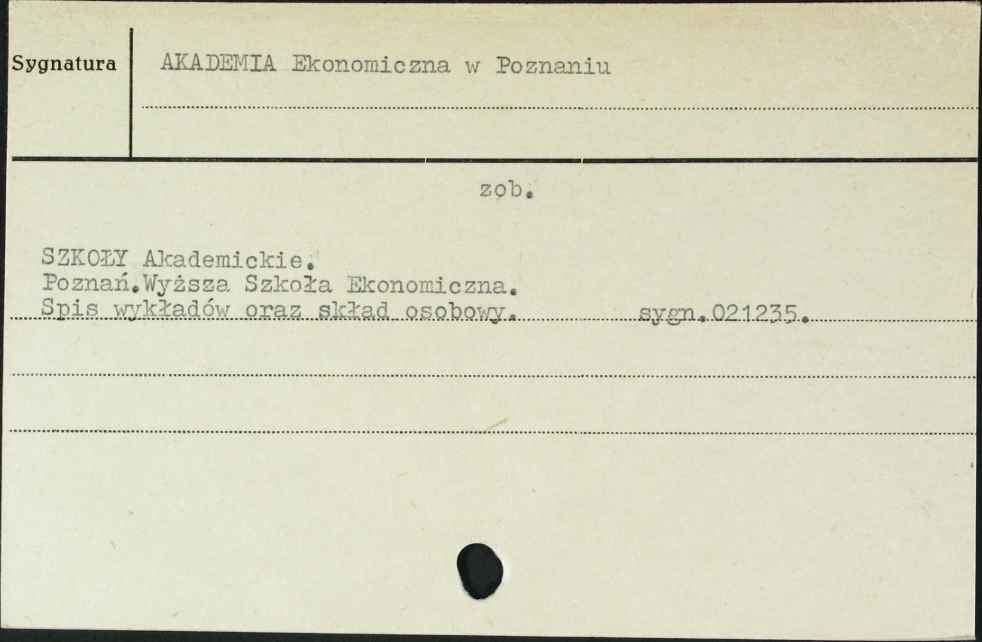 Sygnatura
AKADEMIA Ekonomiczna w Poznaniu
zob.
SZKOŁY Akademickie.
Poznań.Wyższa Szkoła Ekonomiczna.
Spis wykładów oraz skład osobowy. sygn.021235.